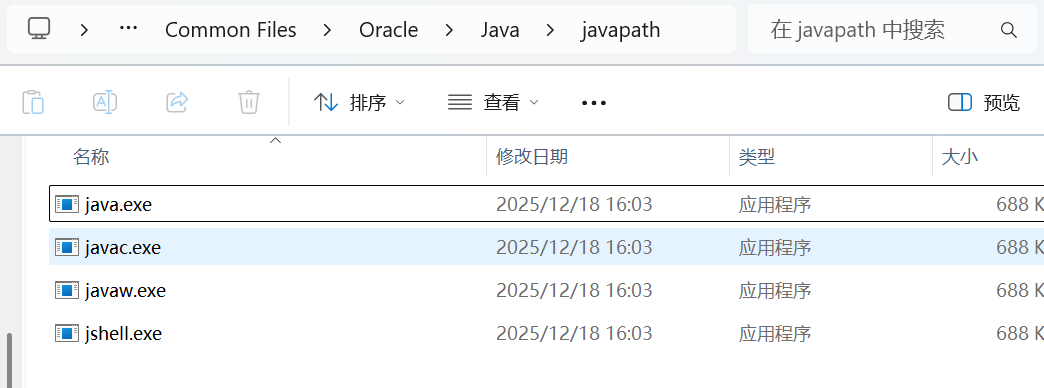 ··· Common Files Oracle Java javapath 在 javapath 中搜索
排序 查看 ··· 预览
名称 修改日期 类型 大小
java.exe 2025/12/18 16:03 应用程序 688 K
javac.exe 2025/12/18 16:03 应用程序 688 K
javaw.exe 2025/12/18 16:03 应用程序 688 K
jshell.exe 2025/12/18 16:03 应用程序 688 K